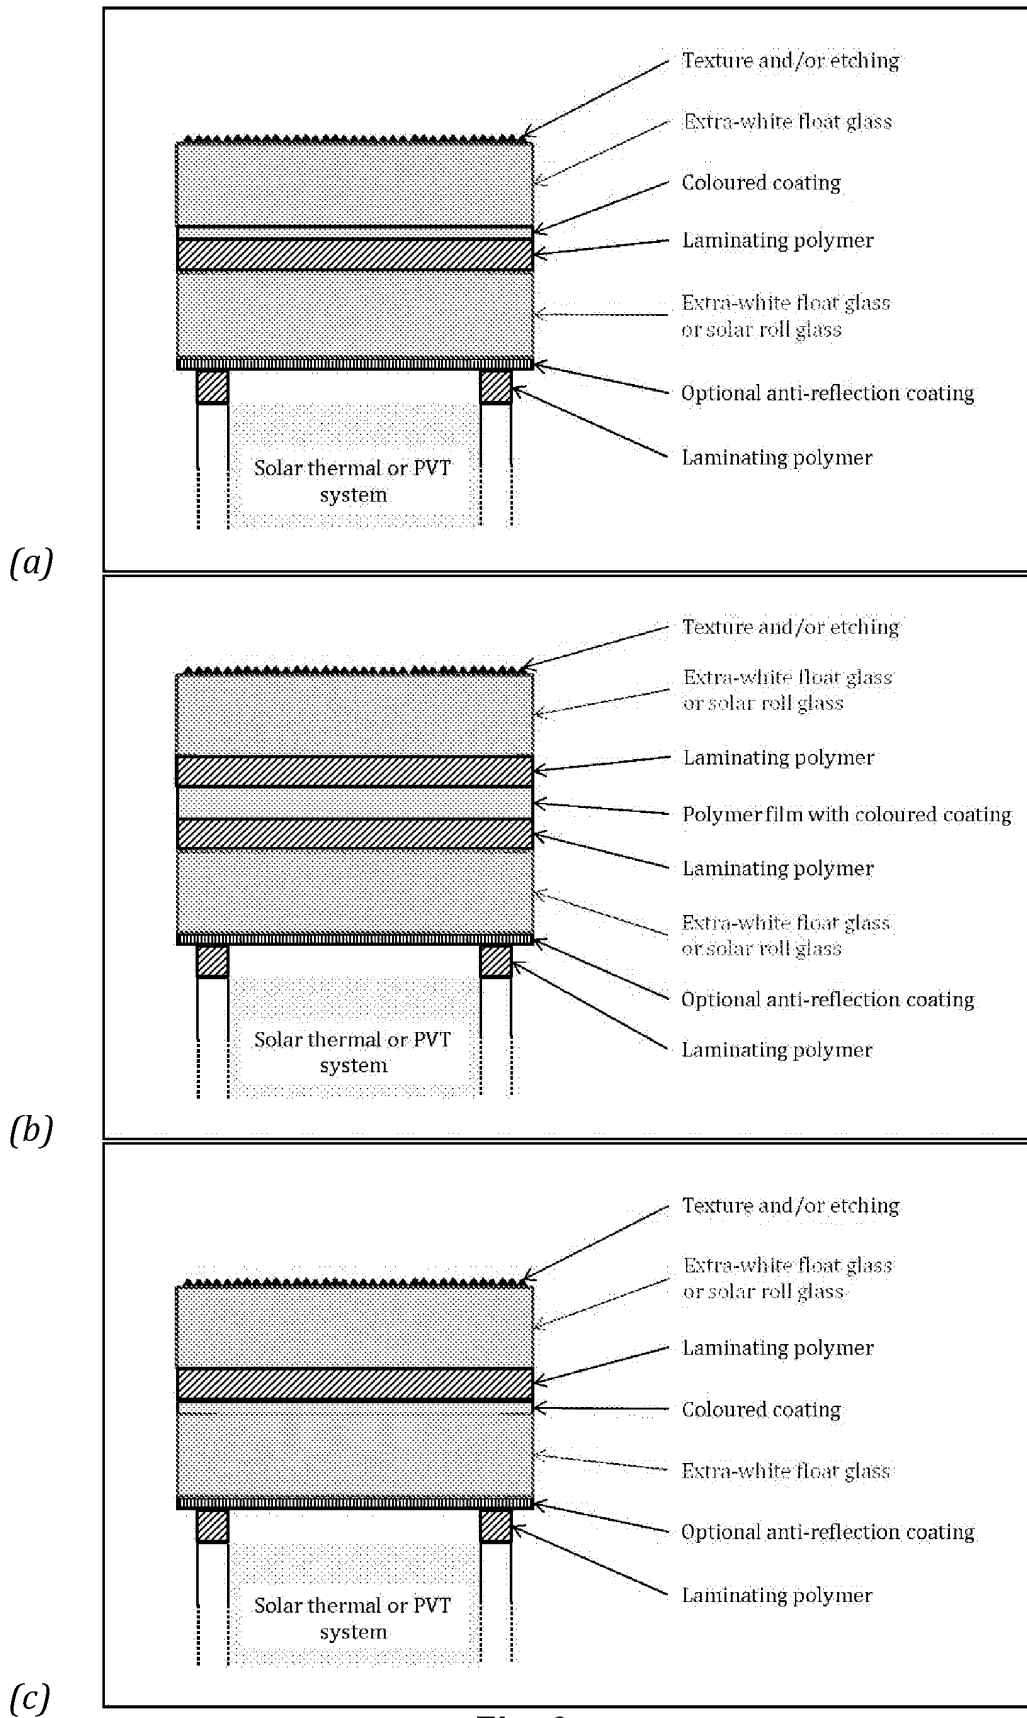 Texture and/or etching
Extra-white float glass
Coloured coating
Laminating polymer
Extra-white float glass
or solar roll glass
Optional anti-reflection coating
Laminating polymer
Solar thermal or PVT
system
(a)
Texture and/or etching
Extra-white float glass
or solar roll glass
Laminating polymer
Polymer film with coloured coating
Laminating polymer
Extra-white float glass
or solar roll glass
Optional anti-reflection coating
Laminating polymer
Solar thermal or PVT
system
(b)
Texture and/or etching
Extra-white float glass
or solar roll glass
Laminating polymer
Coloured coating
Extra-white float glass
Optional anti-reflection coating
Laminating polymer
Solar thermal or PVT
system
(c)